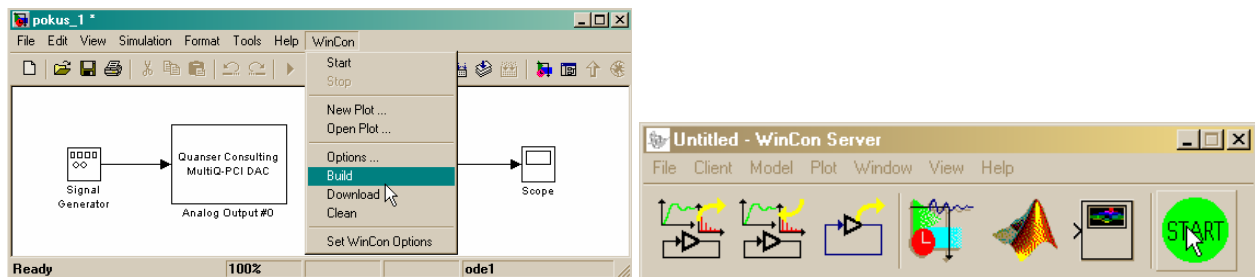 pokus_1 *
File Edit View Simulation Format Tools Help WinCon
Start
Stop
New Plot ...
Open Plot ...
Options ...
Build
Download
Clean
Set WinCon Options
Signal
Generator
Quanser Consulting
MultiQ-PCI DAC
Analog Output #0
Scope
Ready 100% ode1
Untitled - WinCon Server
File Client Model Plot Window View Help
START